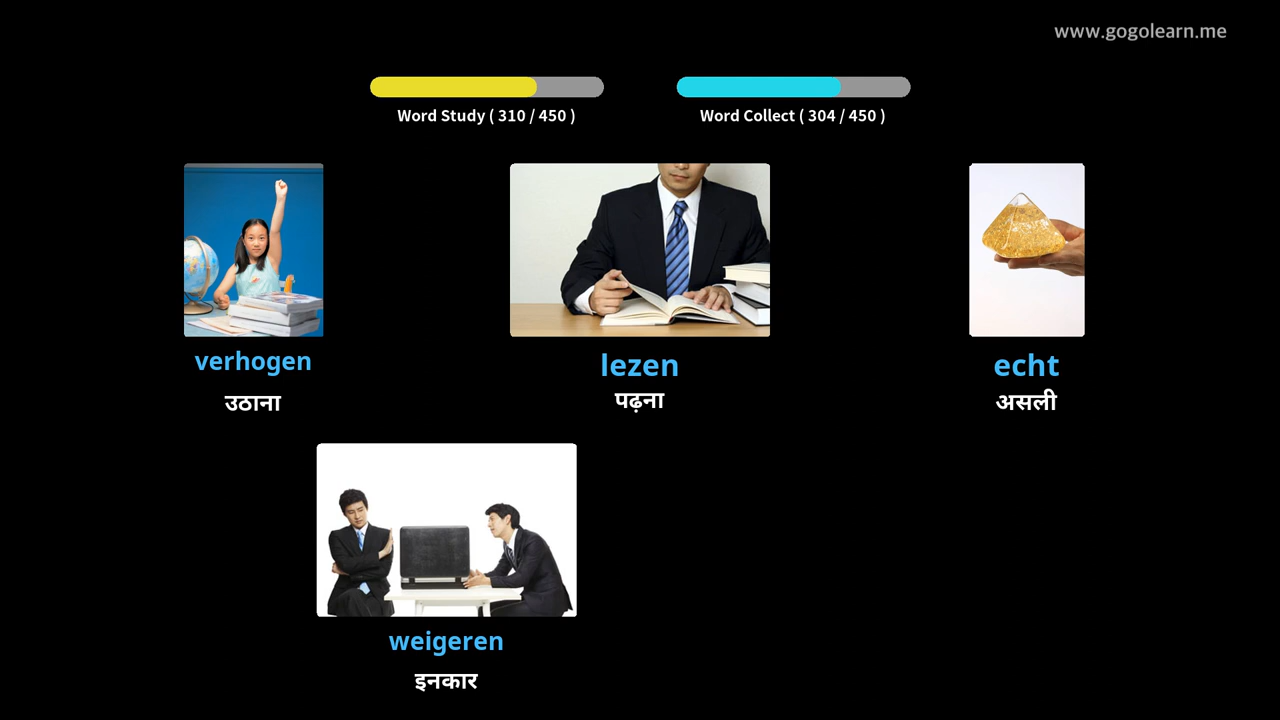 www.gogolearn.me
Word Study ( 310 / 450 )
Word Collect ( 304 / 450 )
verhogen
उठाना
lezen
पढ़ना
echt
असली
weigeren
इनकार